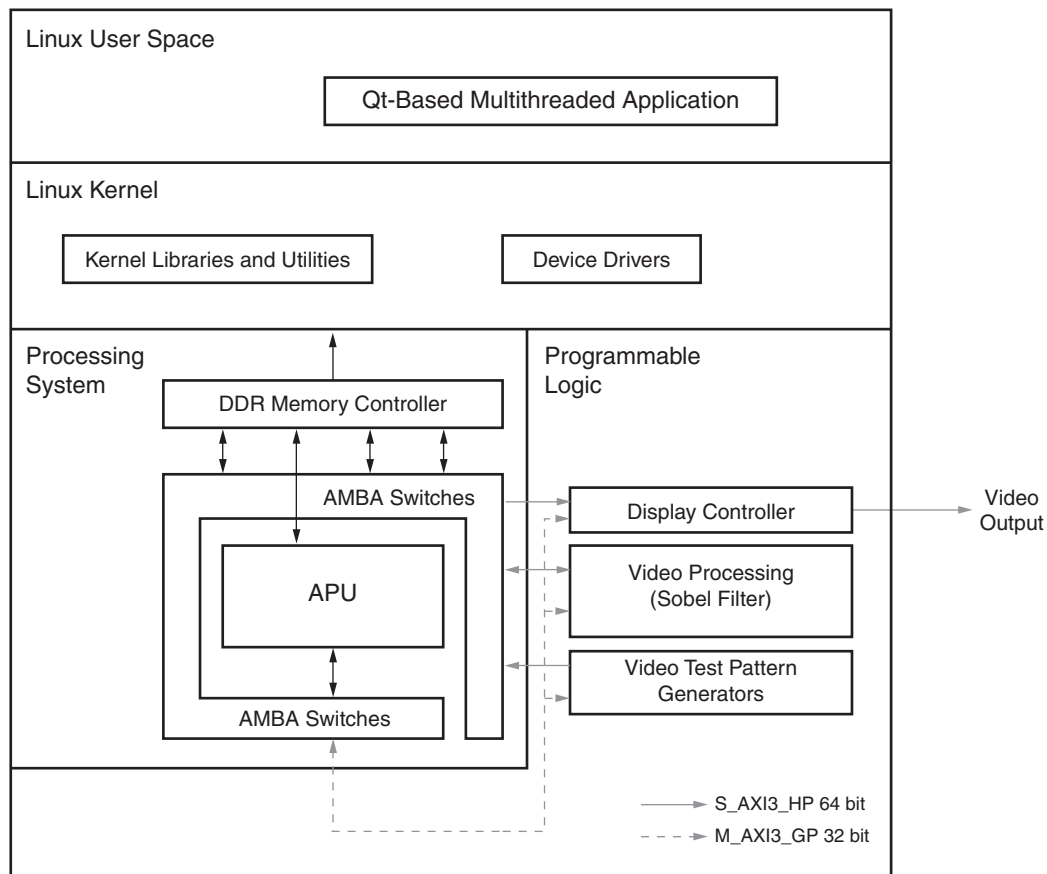 Linux User Space
Qt-Based Multithreaded Application
Linux Kernel
Kernel Libraries and Utilities
Device Drivers
Processing
System
Programmable
Logic
DDR Memory Controller
AMBA Switches
Display Controller
Video
Output
APU
Video Processing
(Sobel Filter)
Video Test Pattern
Generators
AMBA Switches
S_AXI3_HP 64 bit
M_AXI3_GP 32 bit